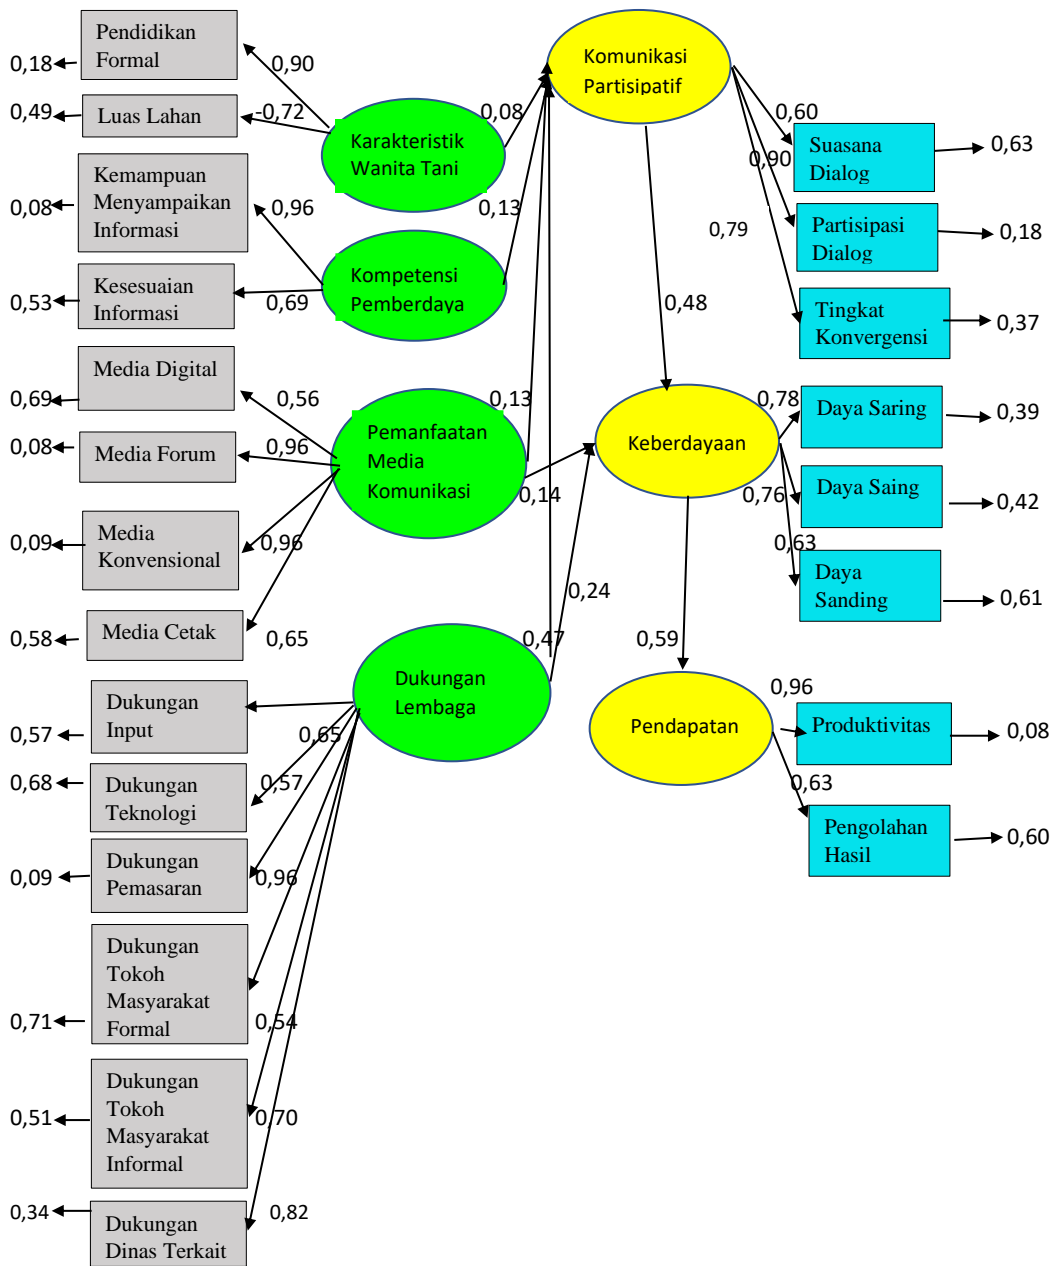 Pendidikan
Formal
0,18
0,90
Luas Lahan
0,49
-0,72
Karakteristik
Wanita Tani
0,08
Kemampuan
Menyampaikan
Informasi
0,08
0,96
0,13
Kesesuaian
Informasi
0,53
0,69
Kompetensi
Pemberdaya
Media Digital
0,69
0,56
Media Forum
0,08
0,96
Pemanfaatan
Media
Komunikasi
0,13
0,14
Media
Konvensional
0,09
0,96
Media Cetak
0,58
0,65
Dukungan
Lembaga
0,47
0,24
Dukungan
Input
0,57
0,65
Dukungan
Teknologi
0,68
0,57
Dukungan
Pemasaran
0,09
0,96
Dukungan
Tokoh
Masyarakat
Formal
0,71
0,54
Dukungan
Tokoh
Masyarakat
Informal
0,51
0,70
Dukungan
Dinas Terkait
0,34
0,82
Komunikasi
Partisipatif
0,60
Suasana
Dialog
0,63
0,90
Partisipasi
Dialog
0,18
0,79
Tingkat
Konvergensi
0,37
0,48
Keberdayaan
0,78
Daya Saring
0,39
0,76
Daya Saing
0,42
0,63
Daya
Sanding
0,61
0,59
Pendapatan
0,96
Produktivitas
0,08
0,63
Pengolahan
Hasil
0,60